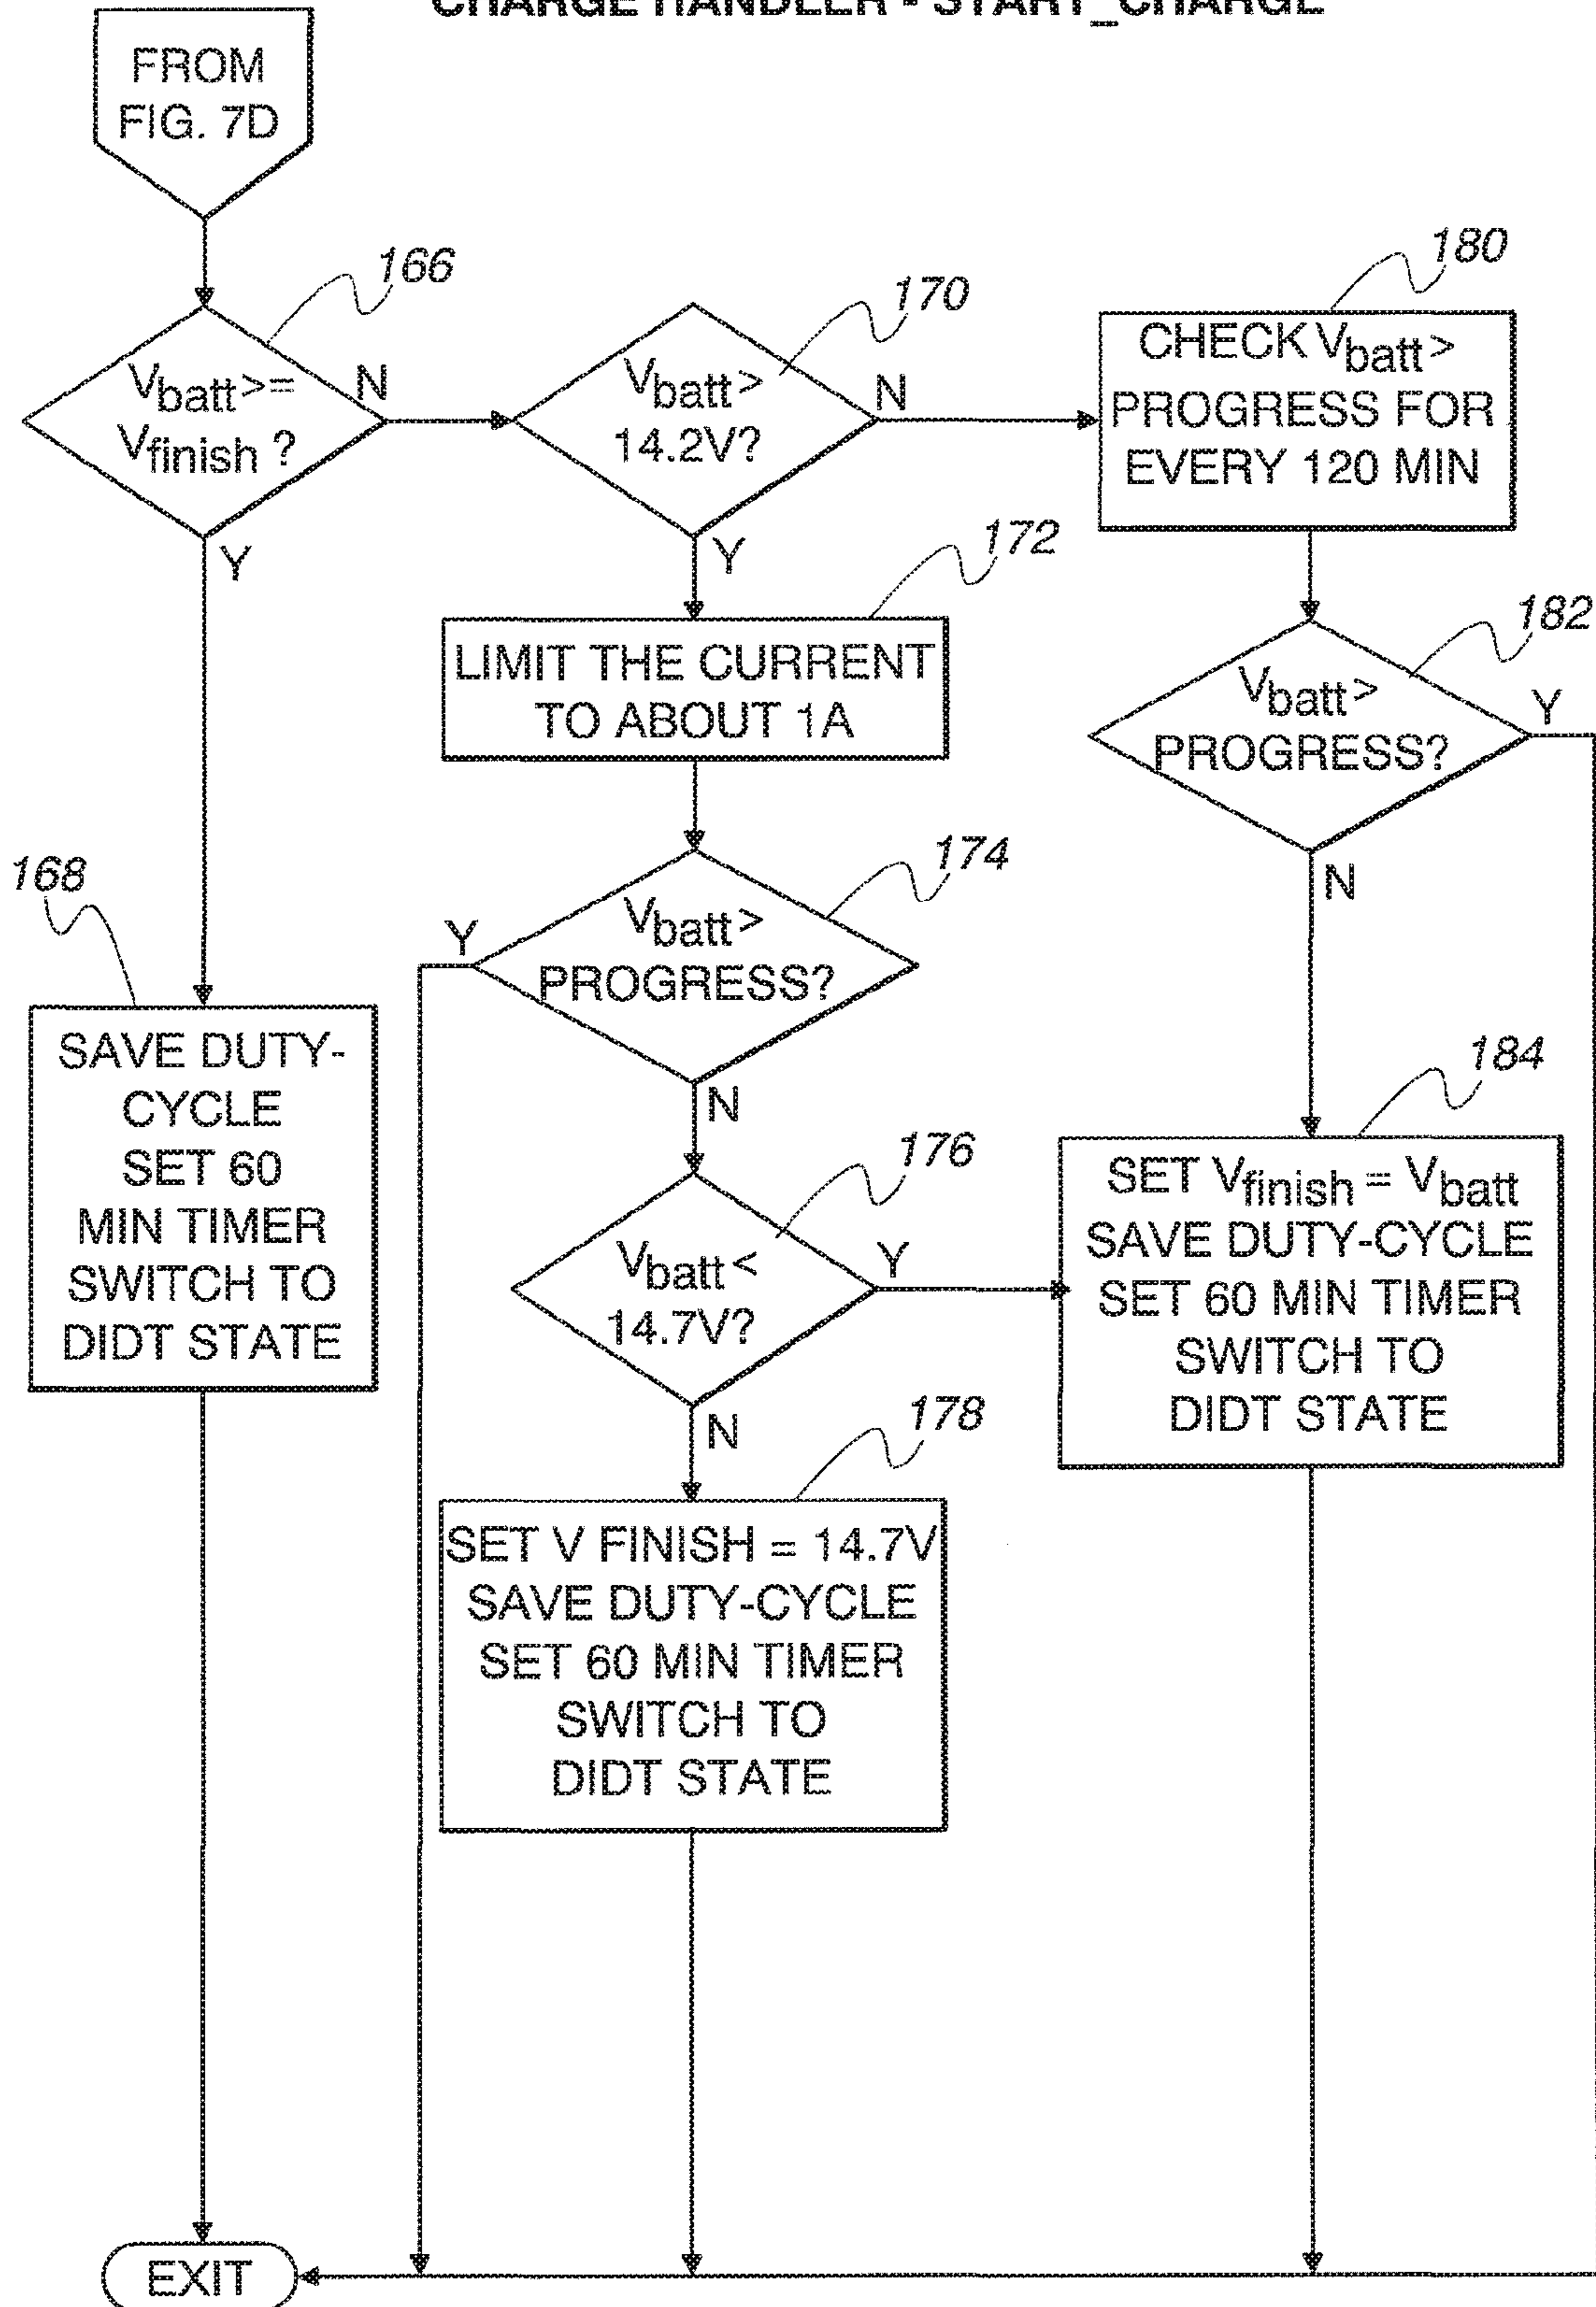 CHARGE HANDLER - START_CHARGE
FROM
FIG. 7D
166
Vbatt >=
Vfinish ?
N
Y
170
Vbatt >
14.2V?
N
Y
180
CHECK Vbatt >
PROGRESS FOR
EVERY 120 MIN
172
LIMIT THE CURRENT
TO ABOUT 1A
182
Vbatt >
PROGRESS?
Y
N
168
SAVE DUTY-
CYCLE
SET 60
MIN TIMER
SWITCH TO
DIDT STATE
174
Vbatt >
PROGRESS?
Y
N
176
Vbatt <
14.7V?
Y
N
184
SET Vfinish = Vbatt
SAVE DUTY-CYCLE
SET 60 MIN TIMER
SWITCH TO
DIDT STATE
178
SET V FINISH = 14.7V
SAVE DUTY-CYCLE
SET 60 MIN TIMER
SWITCH TO
DIDT STATE
EXIT